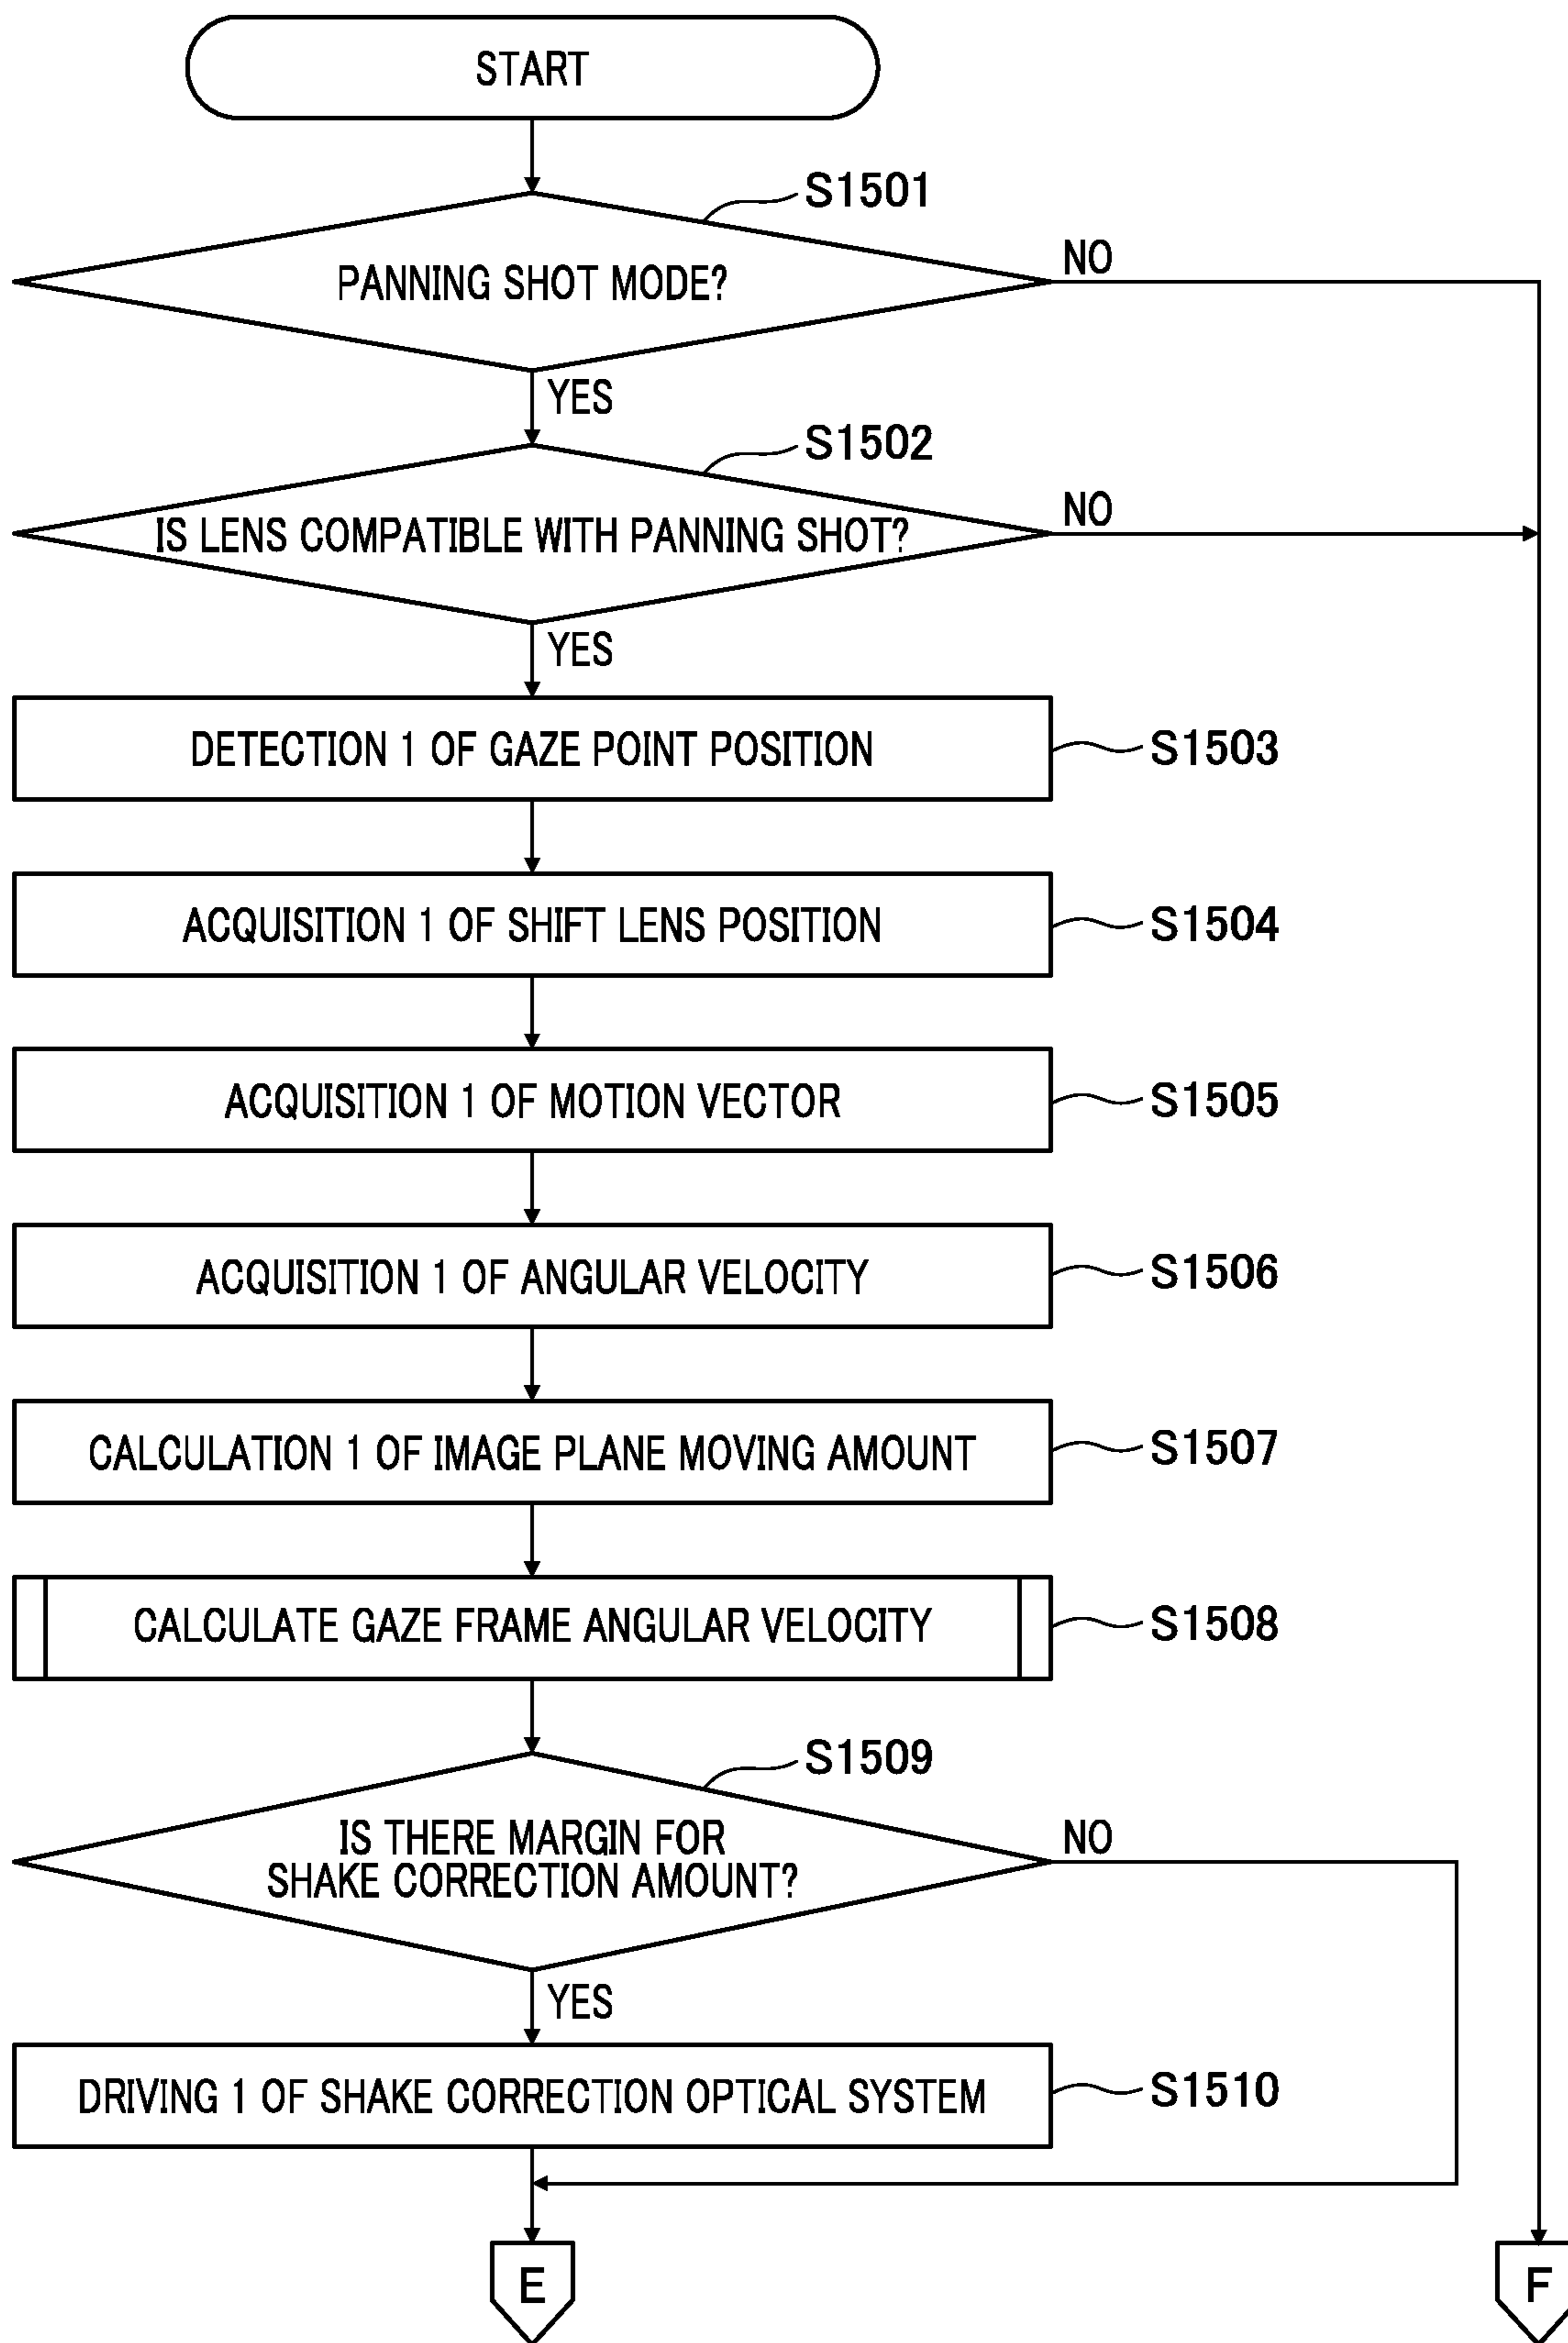 START
S1501
PANNING SHOT MODE?
NO
YES
S1502
IS LENS COMPATIBLE WITH PANNING SHOT?
NO
YES
DETECTION 1 OF GAZE POINT POSITION
S1503
ACQUISITION 1 OF SHIFT LENS POSITION
S1504
ACQUISITION 1 OF MOTION VECTOR
S1505
ACQUISITION 1 OF ANGULAR VELOCITY
S1506
CALCULATION 1 OF IMAGE PLANE MOVING AMOUNT
S1507
CALCULATE GAZE FRAME ANGULAR VELOCITY
S1508
S1509
IS THERE MARGIN FOR
SHAKE CORRECTION AMOUNT?
NO
YES
DRIVING 1 OF SHAKE CORRECTION OPTICAL SYSTEM
S1510
E
F